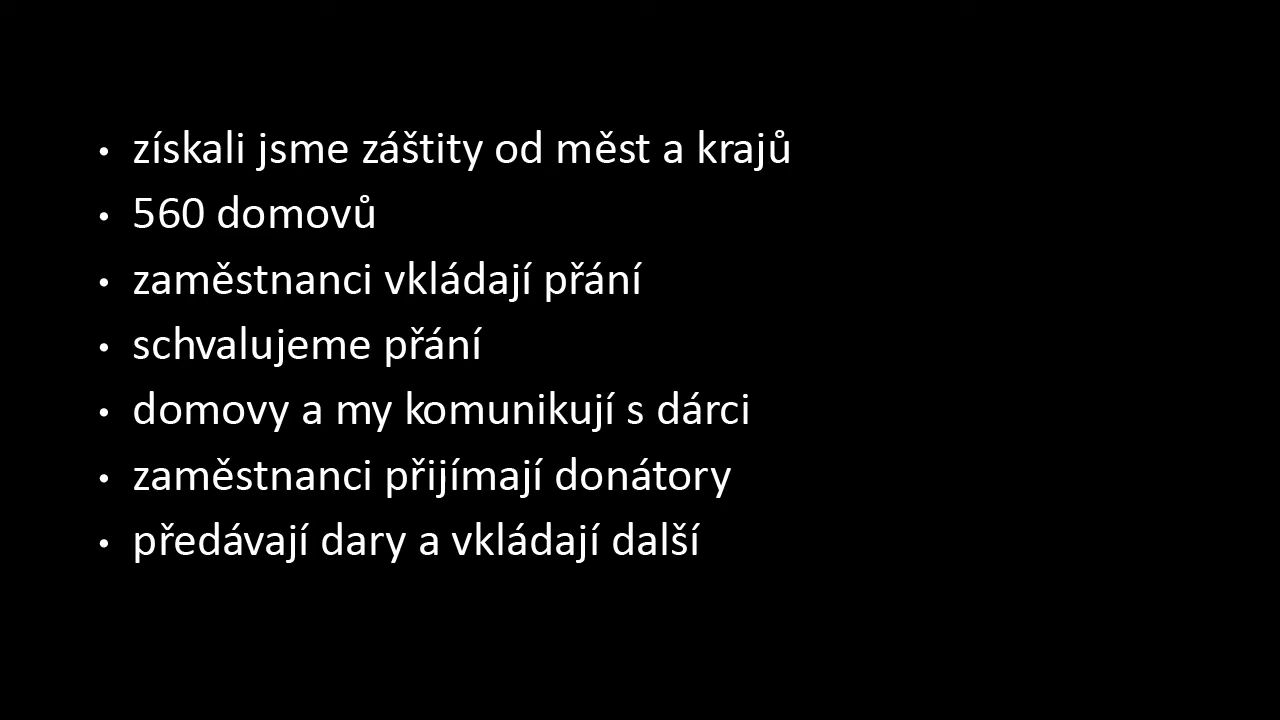 • získali jsme záštity od měst a krajů
• 560 domovů
• zaměstnanci vkládají přání
• schvalujeme přání
• domovy a my komunikují s dárci
• zaměstnanci přijímají donátory
• předávají dary a vkládají další